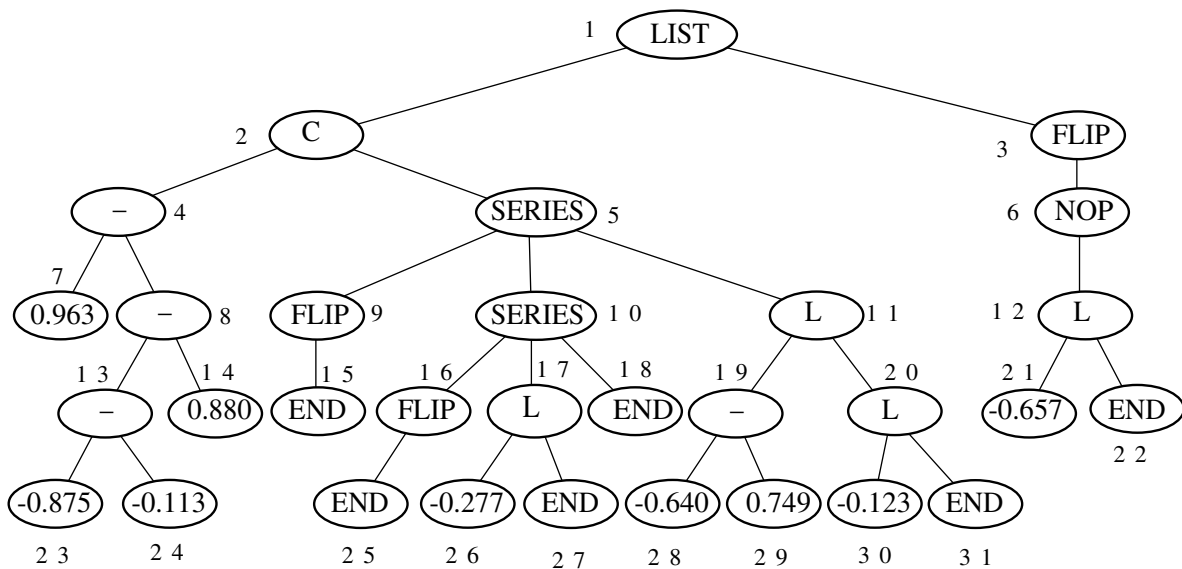 1 LIST
2 C
3 FLIP
– 4 SERIES 5 6 NOP
7
0.963 – 8 FLIP 9 SERIES 10 L 11 12 L
13 14 15 16 17 18 19 20 21
– 0.880 END FLIP L END – L -0.657 END
22
-0.875 -0.113 END -0.277 END -0.640 0.749 -0.123 END
23 24 25 26 27 28 29 30 31